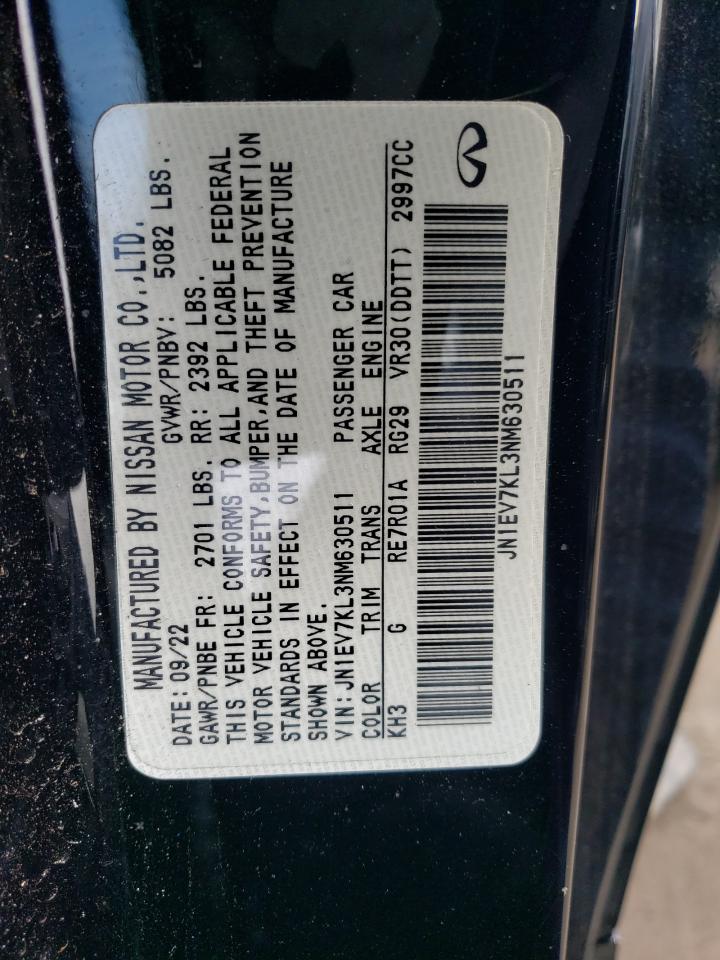 MANUFACTURED BY NISSAN MOTOR CO.,LTD.
DATE: 09/22 GVWR/PNBV: 5082 LBS.
GAWR/PNBE FR: 2701 LBS. RR: 2392 LBS.
THIS VEHICLE CONFORMS TO ALL APPLICABLE FEDERAL
MOTOR VEHICLE SAFETY,BUMPER,AND THEFT PREVENTION
STANDARDS IN EFFECT ON THE DATE OF MANUFACTURE
SHOWN ABOVE.
VIN:JN1EV7KL3NM630511 PASSENGER CAR
COLOR TRIM TRANS AXLE ENGINE
KH3 G RE7R01A RG29 VR30(DDTT) 2997CC
JN1EV7KL3NM630511